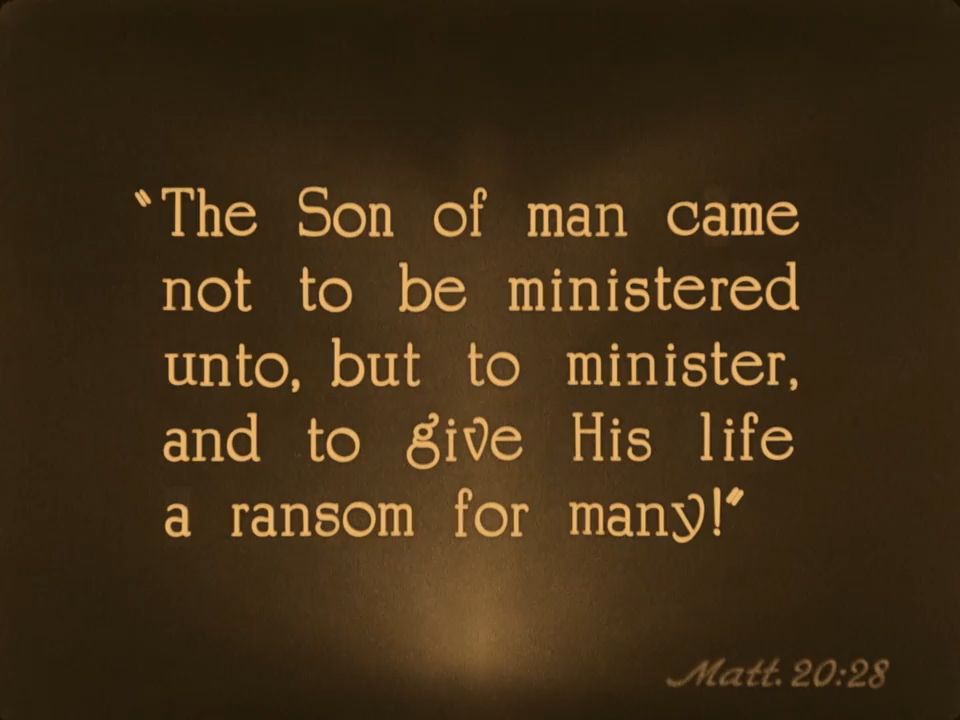 "The Son of man came
not to be ministered
unto, but to minister,
and to give His life
a ransom for many!"
Matt. 20:28